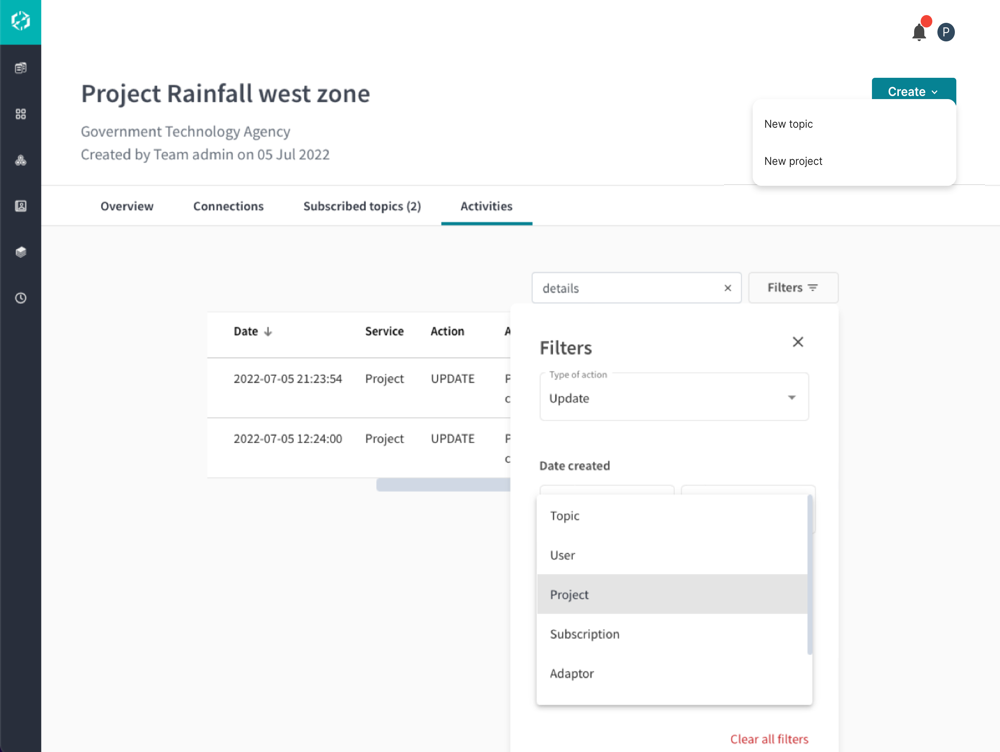 P
Project Rainfall west zone
Create
Government Technology Agency
Created by Team admin on 05 Jul 2022
New topic
New project
Overview Connections Subscribed topics (2) Activities
details
Filters
Date Service Action
2022-07-05 21:23:54 Project UPDATE
2022-07-05 12:24:00 Project UPDATE
Filters
Type of action
Update
Date created
Topic
User
Project
Subscription
Adaptor
Clear all filters